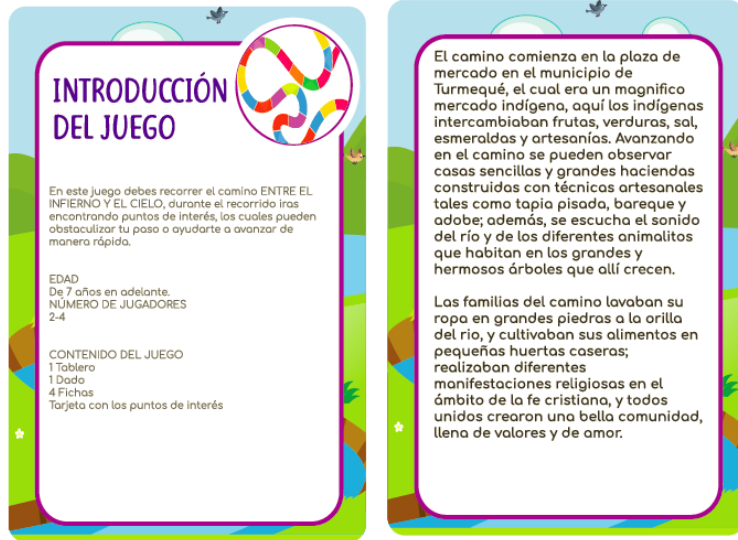 INTRODUCCIÓN
DEL JUEGO
En este juego debes recorrer el camino ENTRE EL
INFIERNO Y EL CIELO, durante el recorrido iras
encontrando puntos de interés, los cuales pueden
obstaculizar tu paso o ayudarte a avanzar de
manera rápida.
EDAD
De 7 años en adelante.
NÚMERO DE JUGADORES
2-4
CONTENIDO DEL JUEGO
1 Tablero
1 Dado
4 Fichas
Tarjeta con los puntos de interés
El camino comienza en la plaza de
mercado en el municipio de
Turmequé, el cual era un magnifico
mercado indígena, aquí los indígenas
intercambiaban frutas, verduras, sal,
esmeraldas y artesanías. Avanzando
en el camino se pueden observar
casas sencillas y grandes haciendas
construidas con técnicas artesanales
tales como tapia pisada, bareque y
adobe; además, se escucha el sonido
del río y de los diferentes animalitos
que habitan en los grandes y
hermosos árboles que allí crecen.
Las familias del camino lavaban su
ropa en grandes piedras a la orilla
del rio, y cultivaban sus alimentos en
pequeñas huertas caseras;
realizaban diferentes
manifestaciones religiosas en el
ámbito de la fe cristiana, y todos
unidos crearon una bella comunidad,
llena de valores y de amor.